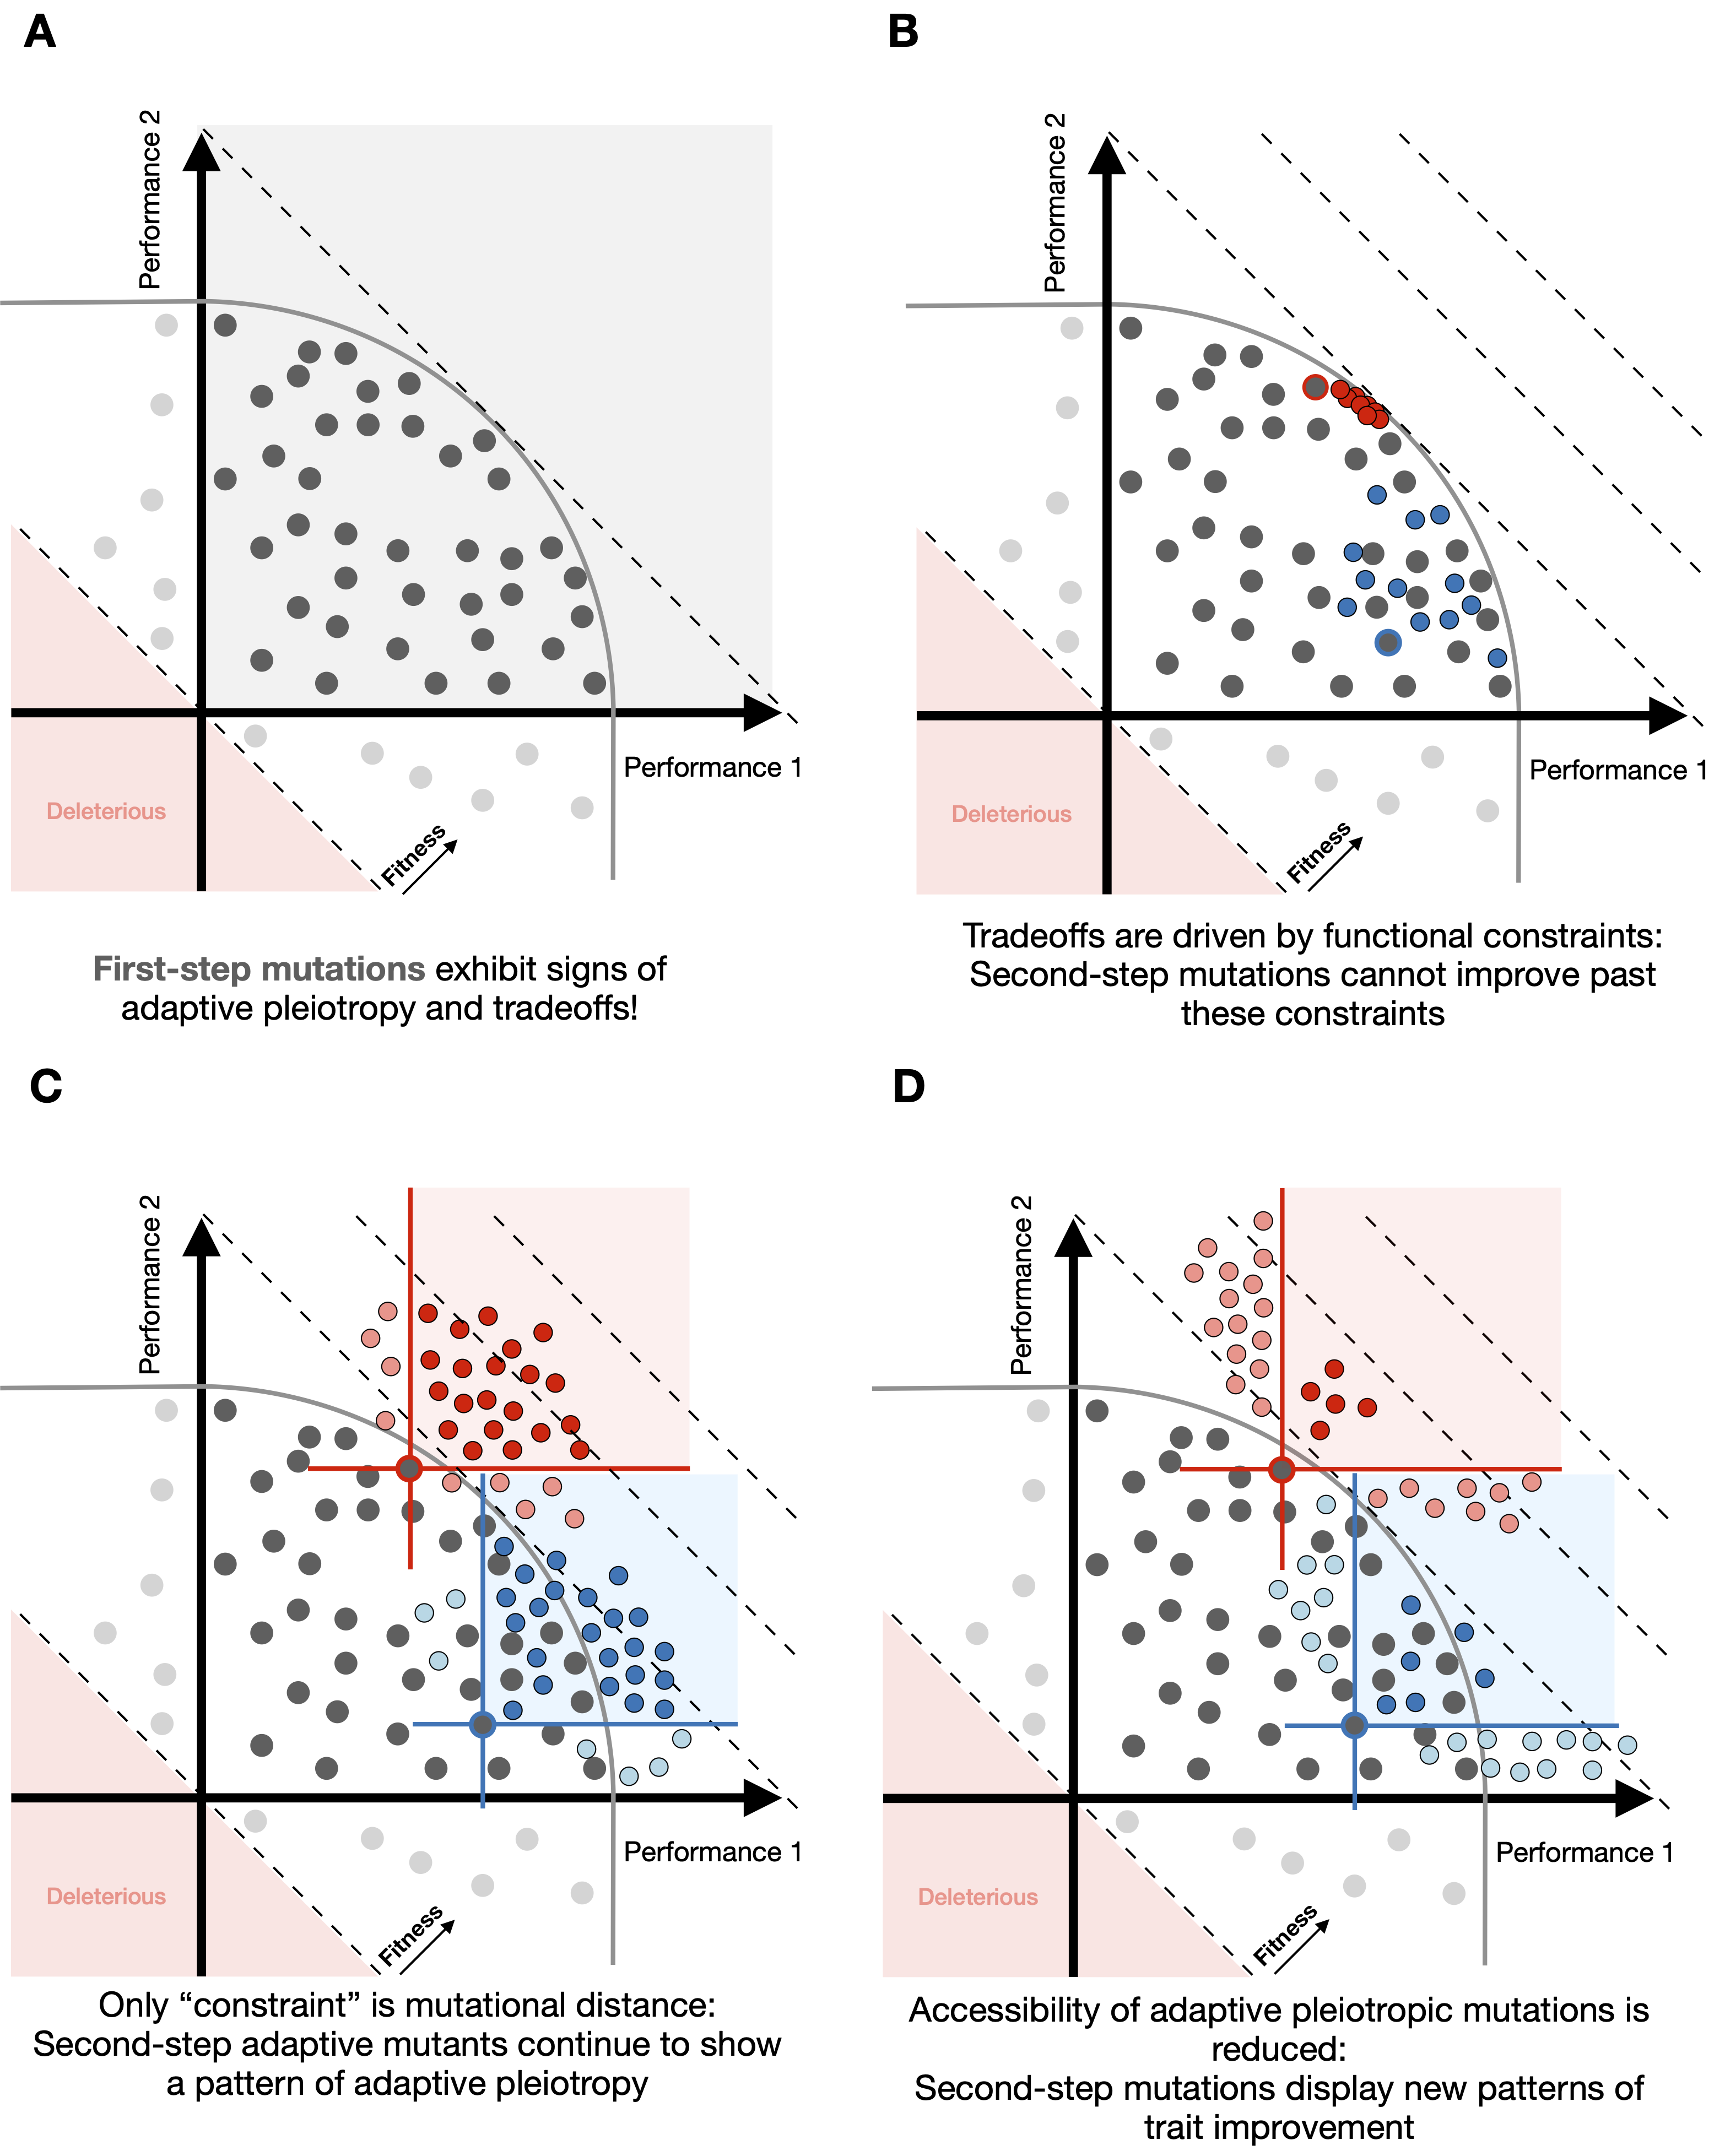 A
Performance 2
Performance 1
Deleterious
Fitness
First-step mutations exhibit signs of
adaptive pleiotropy and tradeoffs!
B
Performance 2
Performance 1
Deleterious
Fitness
Tradeoffs are driven by functional constraints:
Second-step mutations cannot improve past
these constraints
C
Performance 2
Performance 1
Deleterious
Fitness
Only “constraint” is mutational distance:
Second-step adaptive mutants continue to show
a pattern of adaptive pleiotropy
D
Performance 2
Performance 1
Deleterious
Fitness
Accessibility of adaptive pleiotropic mutations is
reduced:
Second-step mutations display new patterns of
trait improvement